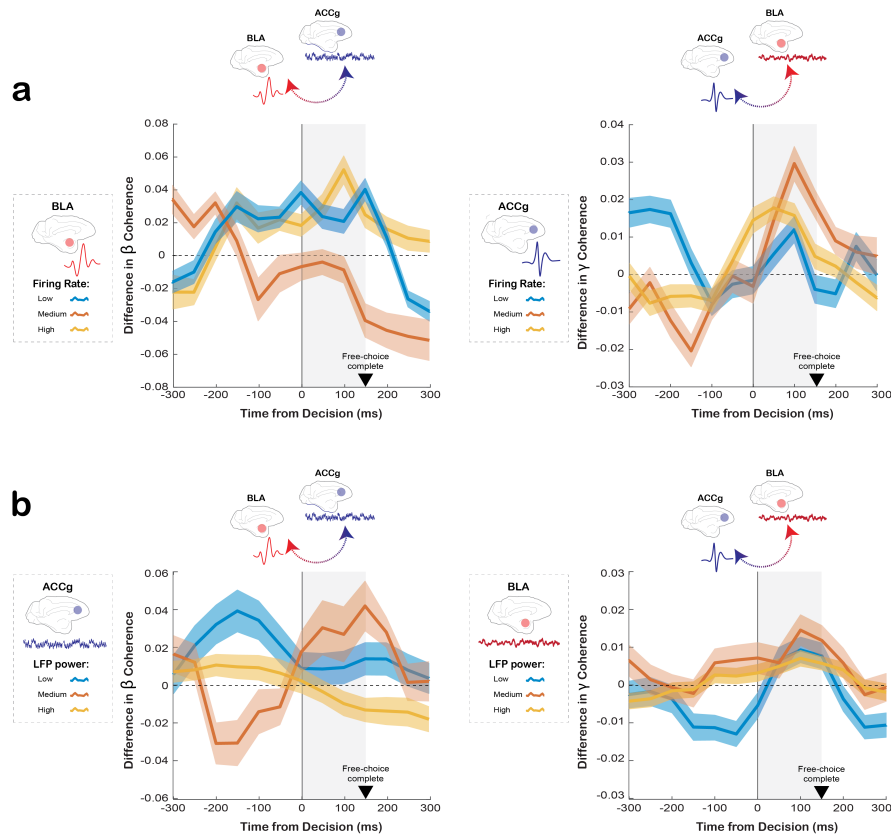 a
BLA
ACCg
BLA
Firing Rate:
Low
Medium
High
Difference in β Coherence
0.08
0.06
0.04
0.02
0
-0.02
-0.04
-0.06
-0.08
Free-choice
complete
-300 -200 -100 0 100 200 300
Time from Decision (ms)
ACCg
BLA
ACCg
Firing Rate:
Low
Medium
High
Difference in γ Coherence
0.04
0.03
0.02
0.01
0
-0.01
-0.02
-0.03
Free-choice
complete
-300 -200 -100 0 100 200 300
Time from Decision (ms)
b
BLA
ACCg
ACCg
LFP power:
Low
Medium
High
Difference in β Coherence
0.06
0.04
0.02
0
-0.02
-0.04
-0.06
Free-choice
complete
-300 -200 -100 0 100 200 300
Time from Decision (ms)
ACCg
BLA
BLA
LFP power:
Low
Medium
High
Difference in γ Coherence
0.03
0.02
0.01
0
-0.01
-0.02
-0.03
Free-choice
complete
-300 -200 -100 0 100 200 300
Time from Decision (ms)